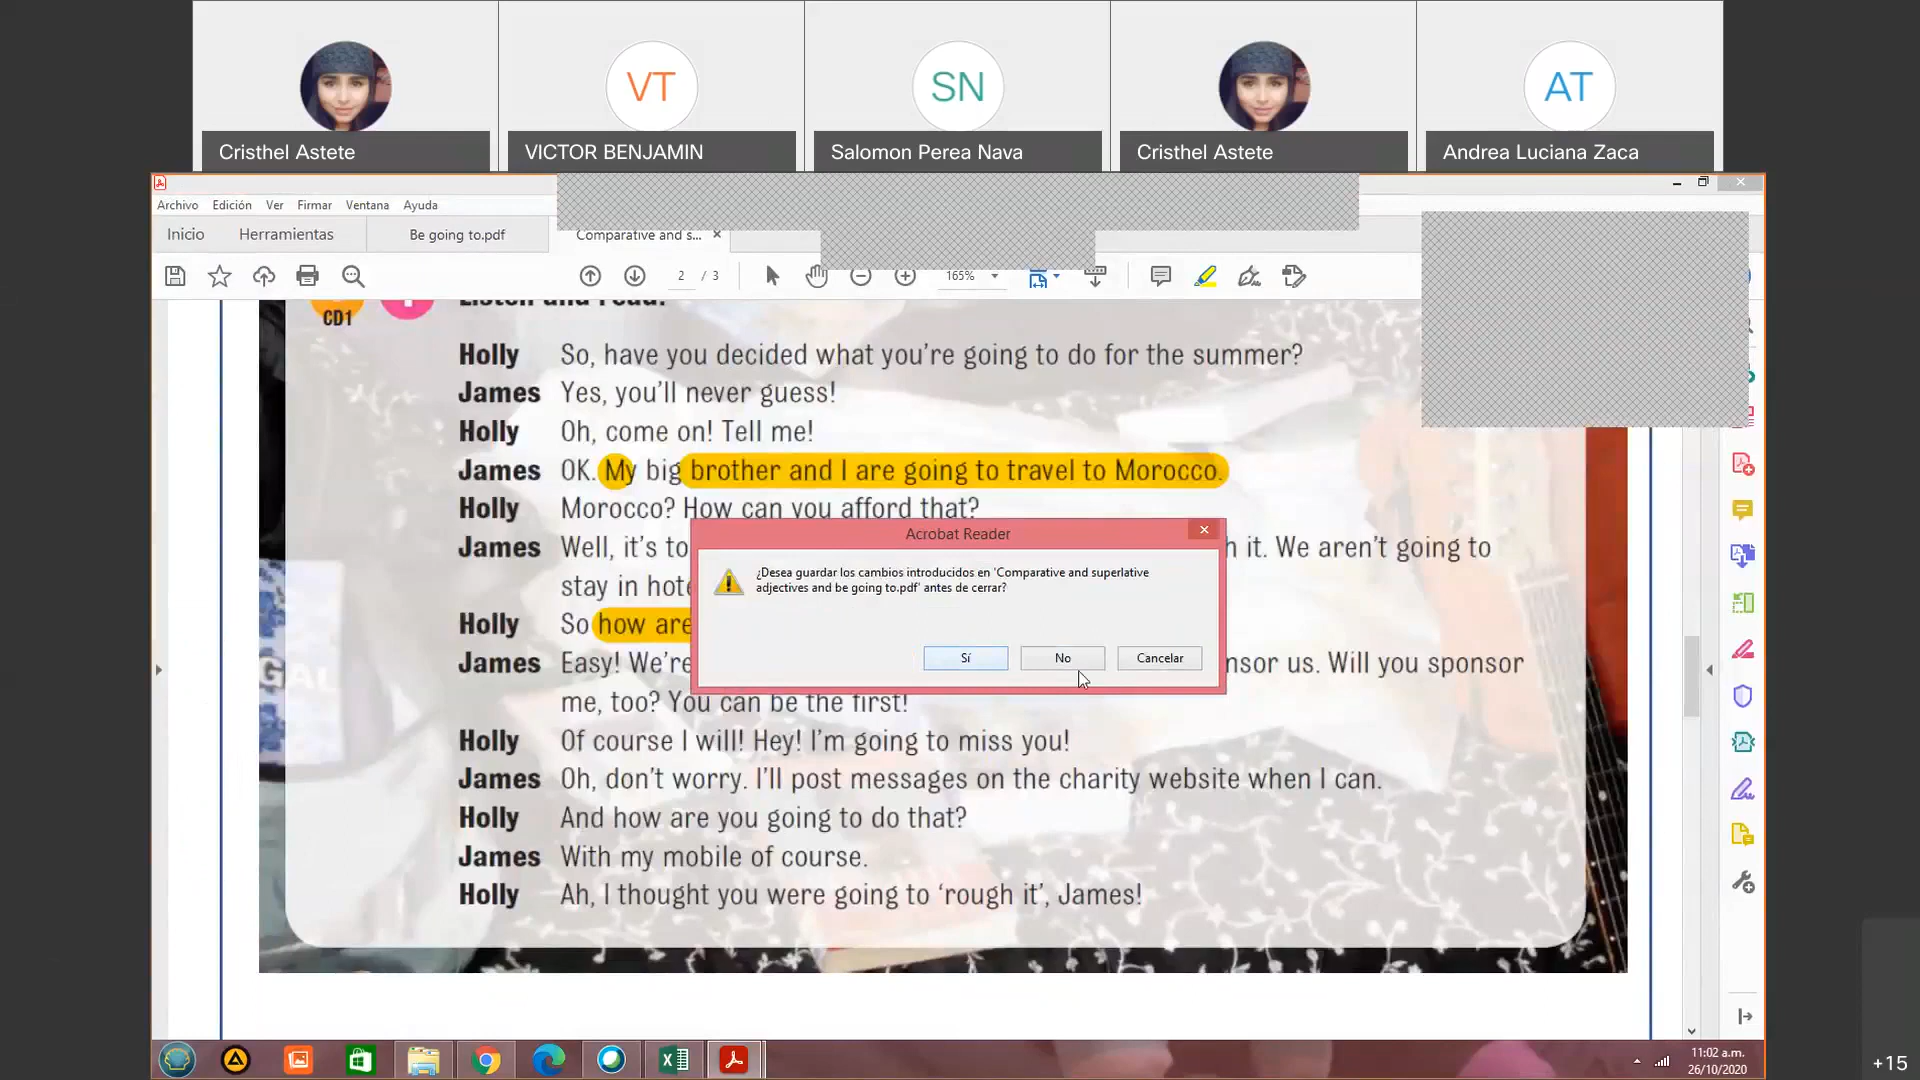 VT
SN
AT
Cristhel Astete
VICTOR BENJAMIN
Salomon Perea Nava
Cristhel Astete
Andrea Luciana Zaca
Archivo Edición Ver Firmar Ventana Ayuda
Inicio Herramientas Be going to.pdf Comparative and s... ×
2 / 3 165%
CD1 Listen and read.
Holly So, have you decided what you're going to do for the summer?
James Yes, you'll never guess!
Holly Oh, come on! Tell me!
James OK. My big brother and I are going to travel to Morocco.
Holly Morocco? How can you afford that?
James Well, it's to h it. We aren't going to
stay in hote
Holly So how are
James Easy! We're nsor us. Will you sponsor
me, too? You can be the first!
Holly Of course I will! Hey! I'm going to miss you!
James Oh, don't worry. I'll post messages on the charity website when I can.
Holly And how are you going to do that?
James With my mobile of course.
Holly Ah, I thought you were going to 'rough it', James!
Acrobat Reader
¿Desea guardar los cambios introducidos en 'Comparative and superlative
adjectives and be going to.pdf' antes de cerrar?
Sí No Cancelar
GAL
11:02 a.m.
26/10/2020
+15